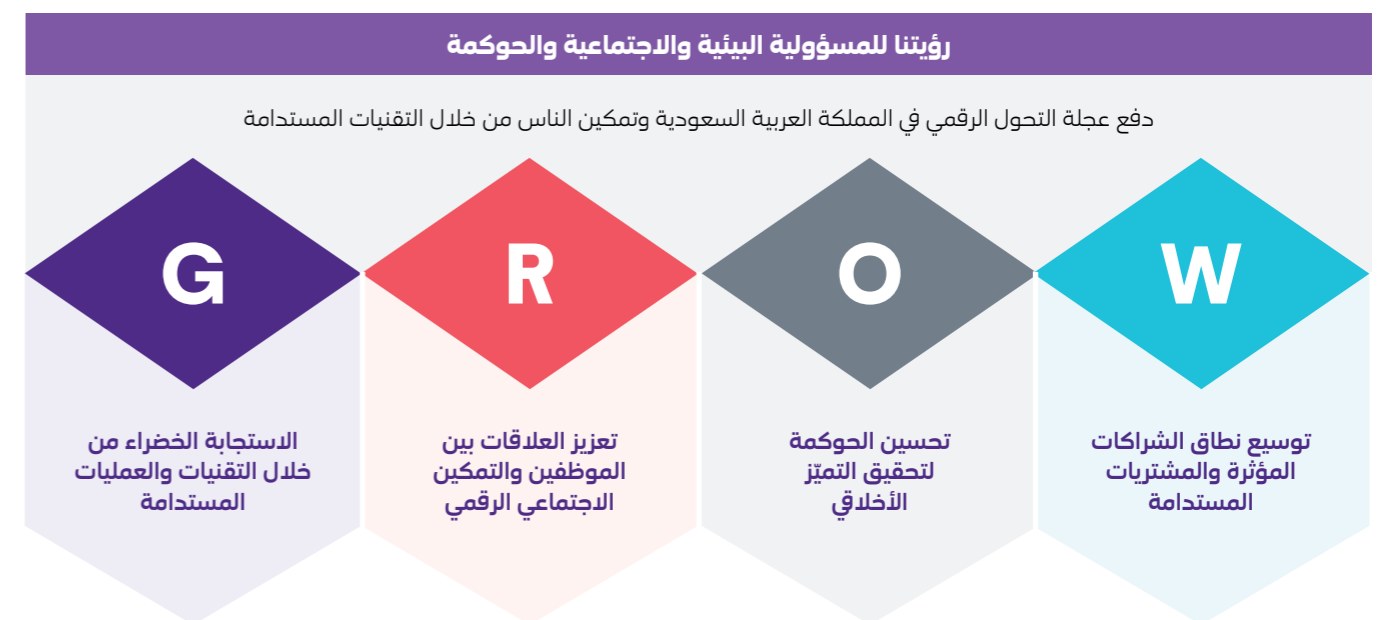 رؤيتنا للمسؤولية البيئية والاجتماعية والحوكمة
دفع عجلة التحول الرقمي في المملكة العربية السعودية وتمكين الناس من خلال التقنيات المستدامة
G
الاستجابة الخضراء من
خلال التقنيات والعمليات
المستدامة
R
تعزيز العلاقات بين
الموظفين والتمكين
الاجتماعي الرقمي
O
تحسين الحوكمة
لتحقيق التميّز
الأخلاقي
W
توسيع نطاق الشراكات
المؤثرة والمشتريات
المستدامة